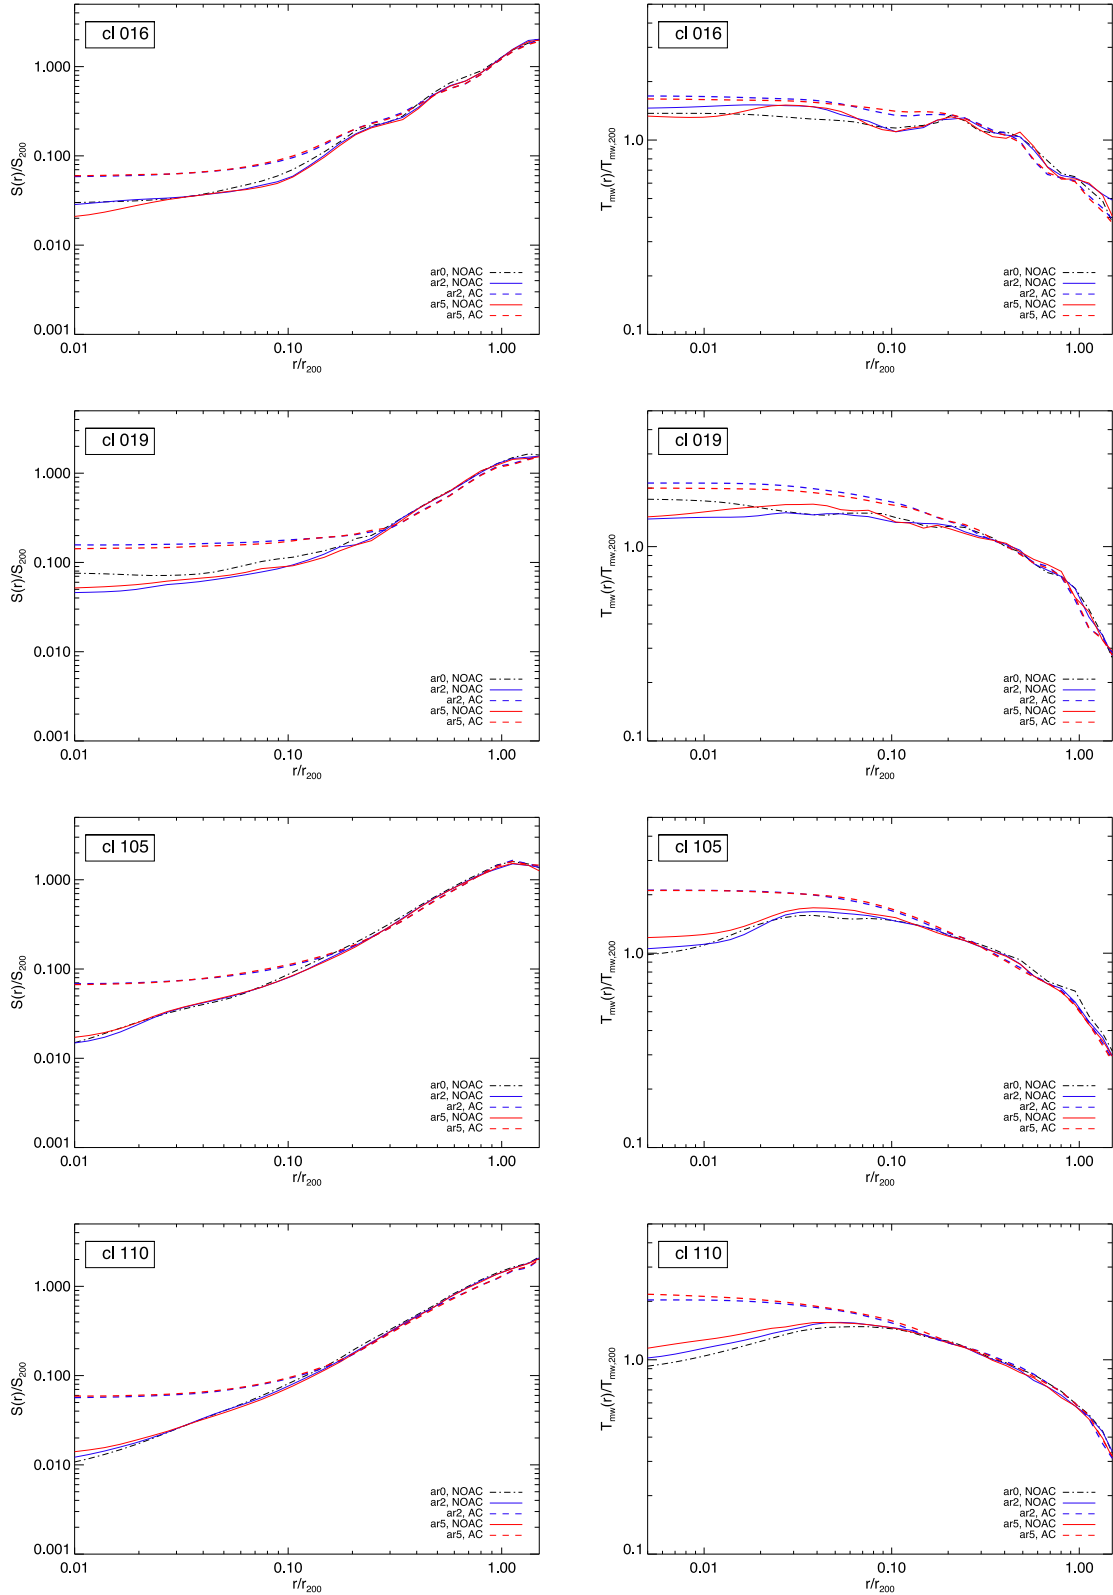 cl 016
S(r)/S200
1.000
0.100
0.010
0.001
ar0, NOAC
ar2, NOAC
ar2, AC
ar5, NOAC
ar5, AC
0.01
0.10
1.00
r/r200
cl 016
Tmw(r)/Tmw,200
1.0
0.1
ar0, NOAC
ar2, NOAC
ar2, AC
ar5, NOAC
ar5, AC
0.01
0.10
1.00
r/r200
cl 019
S(r)/S200
1.000
0.100
0.010
0.001
ar0, NOAC
ar2, NOAC
ar2, AC
ar5, NOAC
ar5, AC
0.01
0.10
1.00
r/r200
cl 019
Tmw(r)/Tmw,200
1.0
0.1
ar0, NOAC
ar2, NOAC
ar2, AC
ar5, NOAC
ar5, AC
0.01
0.10
1.00
r/r200
cl 105
S(r)/S200
1.000
0.100
0.010
0.001
ar0, NOAC
ar2, NOAC
ar2, AC
ar5, NOAC
ar5, AC
0.01
0.10
1.00
r/r200
cl 105
Tmw(r)/Tmw,200
1.0
0.1
ar0, NOAC
ar2, NOAC
ar2, AC
ar5, NOAC
ar5, AC
0.01
0.10
1.00
r/r200
cl 110
S(r)/S200
1.000
0.100
0.010
0.001
ar0, NOAC
ar2, NOAC
ar2, AC
ar5, NOAC
ar5, AC
0.01
0.10
1.00
r/r200
cl 110
Tmw(r)/Tmw,200
1.0
0.1
ar0, NOAC
ar2, NOAC
ar2, AC
ar5, NOAC
ar5, AC
0.01
0.10
1.00
r/r200